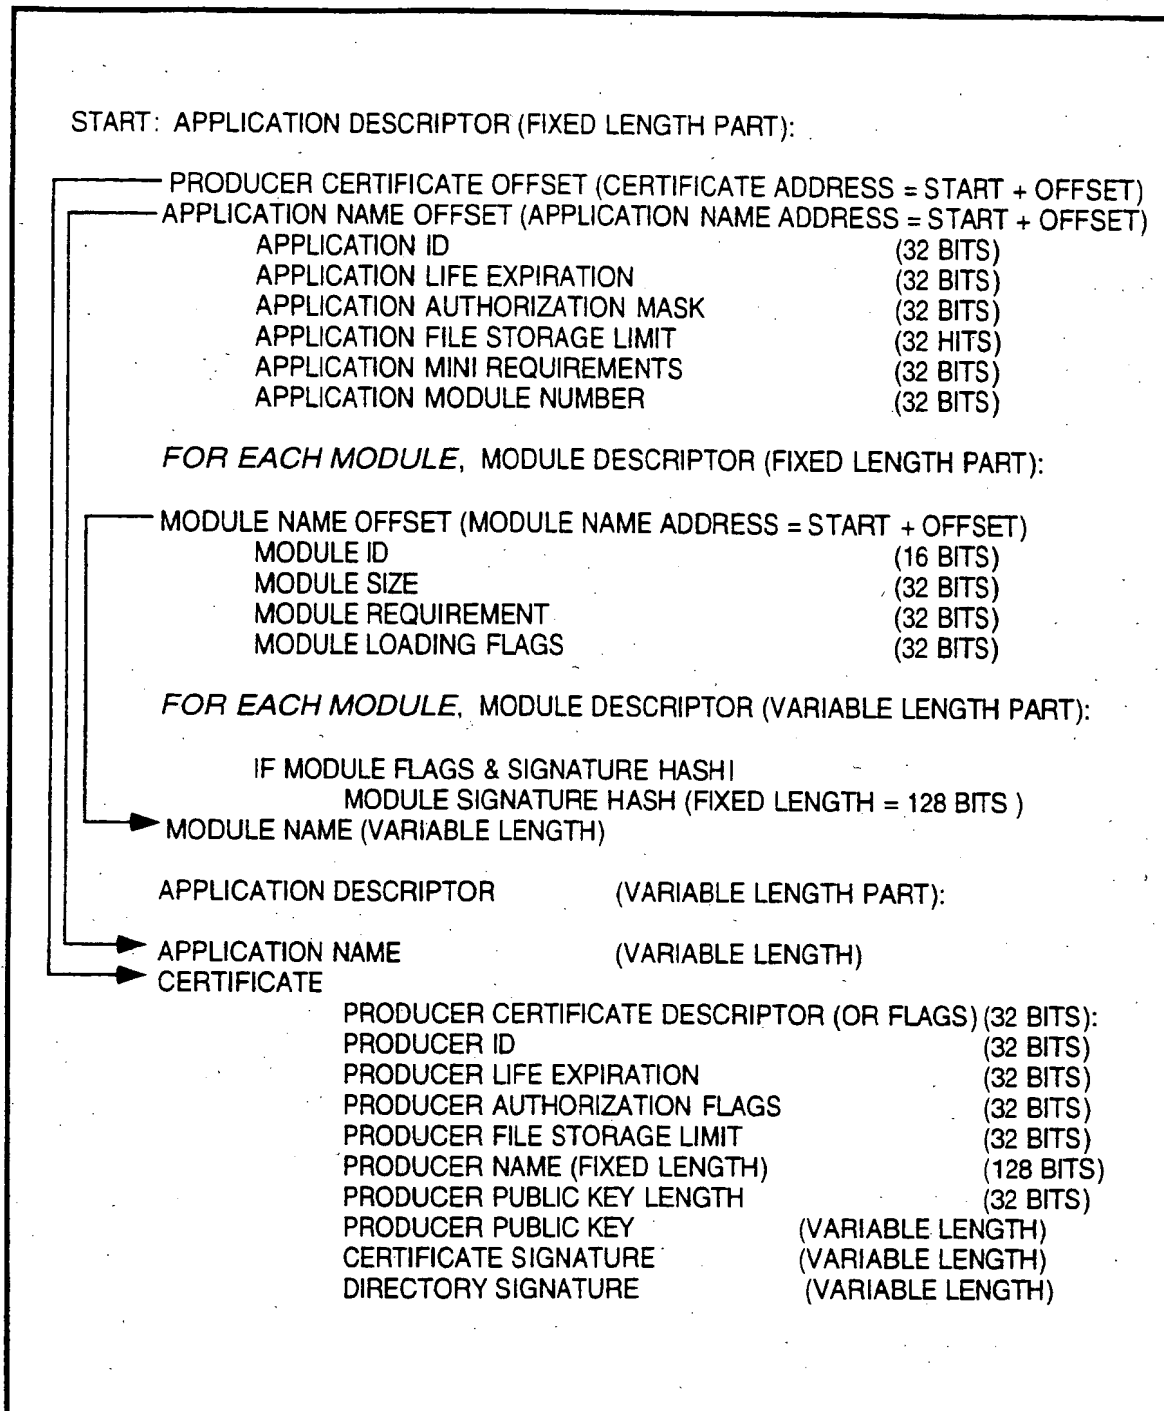 START: APPLICATION DESCRIPTOR (FIXED LENGTH PART):
PRODUCER CERTIFICATE OFFSET (CERTIFICATE ADDRESS = START + OFFSET)
APPLICATION NAME OFFSET (APPLICATION NAME ADDRESS = START + OFFSET)
APPLICATION ID (32 BITS)
APPLICATION LIFE EXPIRATION (32 BITS)
APPLICATION AUTHORIZATION MASK (32 BITS)
APPLICATION FILE STORAGE LIMIT (32 HITS)
APPLICATION MINI REQUIREMENTS (32 BITS)
APPLICATION MODULE NUMBER (32 BITS)
FOR EACH MODULE, MODULE DESCRIPTOR (FIXED LENGTH PART):
MODULE NAME OFFSET (MODULE NAME ADDRESS = START + OFFSET)
MODULE ID (16 BITS)
MODULE SIZE (32 BITS)
MODULE REQUIREMENT (32 BITS)
MODULE LOADING FLAGS (32 BITS)
FOR EACH MODULE, MODULE DESCRIPTOR (VARIABLE LENGTH PART):
IF MODULE FLAGS & SIGNATURE HASH I
MODULE SIGNATURE HASH (FIXED LENGTH = 128 BITS )
MODULE NAME (VARIABLE LENGTH)
APPLICATION DESCRIPTOR (VARIABLE LENGTH PART):
APPLICATION NAME (VARIABLE LENGTH)
CERTIFICATE
PRODUCER CERTIFICATE DESCRIPTOR (OR FLAGS) (32 BITS):
PRODUCER ID (32 BITS)
PRODUCER LIFE EXPIRATION (32 BITS)
PRODUCER AUTHORIZATION FLAGS (32 BITS)
PRODUCER FILE STORAGE LIMIT (32 BITS)
PRODUCER NAME (FIXED LENGTH) (128 BITS)
PRODUCER PUBLIC KEY LENGTH (32 BITS)
PRODUCER PUBLIC KEY (VARIABLE LENGTH)
CERTIFICATE SIGNATURE (VARIABLE LENGTH)
DIRECTORY SIGNATURE (VARIABLE LENGTH)